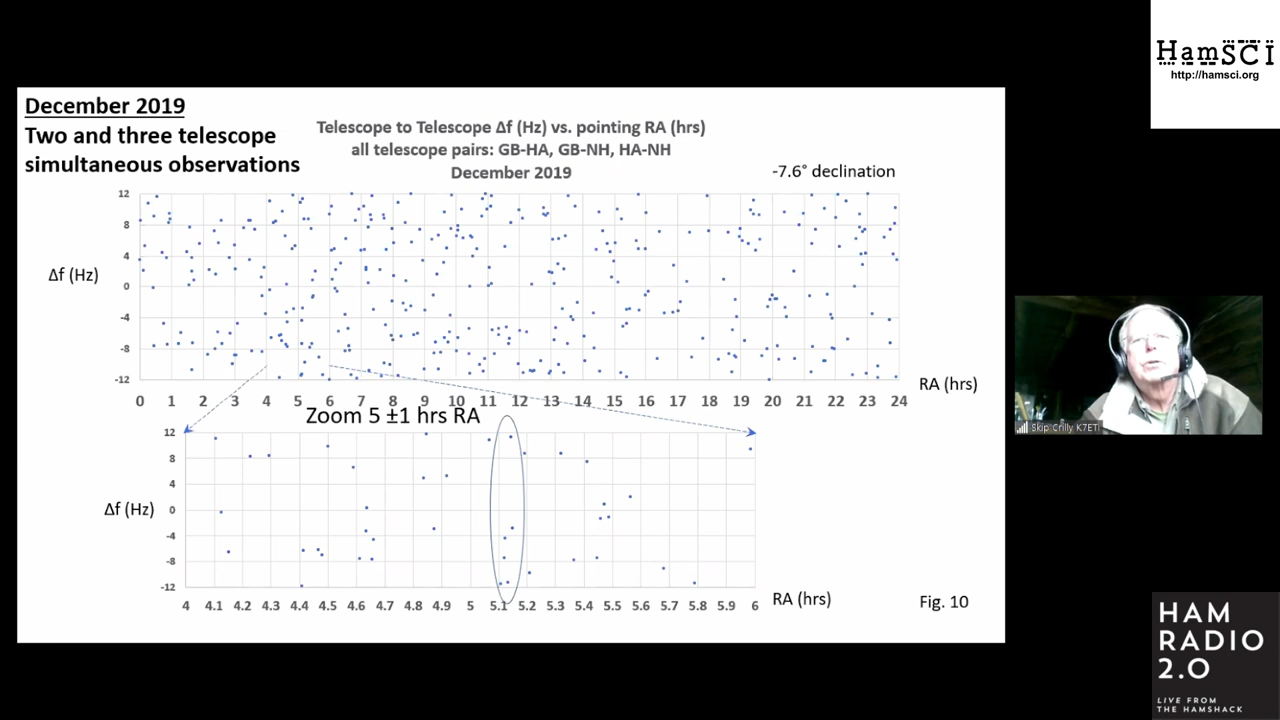 HamSCI
http://hamsci.org
December 2019
Two and three telescope
simultaneous observations
Telescope to Telescope Δf (Hz) vs. pointing RA (hrs)
all telescope pairs: GB-HA, GB-NH, HA-NH
December 2019
-7.6° declination
12
8
4
0
-4
-8
-12
Δf (Hz)
0 1 2 3 4 5 6 7 8 9 10 11 12 13 14 15 16 17 18 19 20 21 22 23 24
RA (hrs)
Zoom 5 ±1 hrs RA
12
8
4
0
-4
-8
-12
Δf (Hz)
4 4.1 4.2 4.3 4.4 4.5 4.6 4.7 4.8 4.9 5 5.1 5.2 5.3 5.4 5.5 5.6 5.7 5.8 5.9 6
RA (hrs)
Fig. 10
Skip Crilly K7ETI
HAM
RADIO
2.0
LIVE FROM
THE HAMSHACK